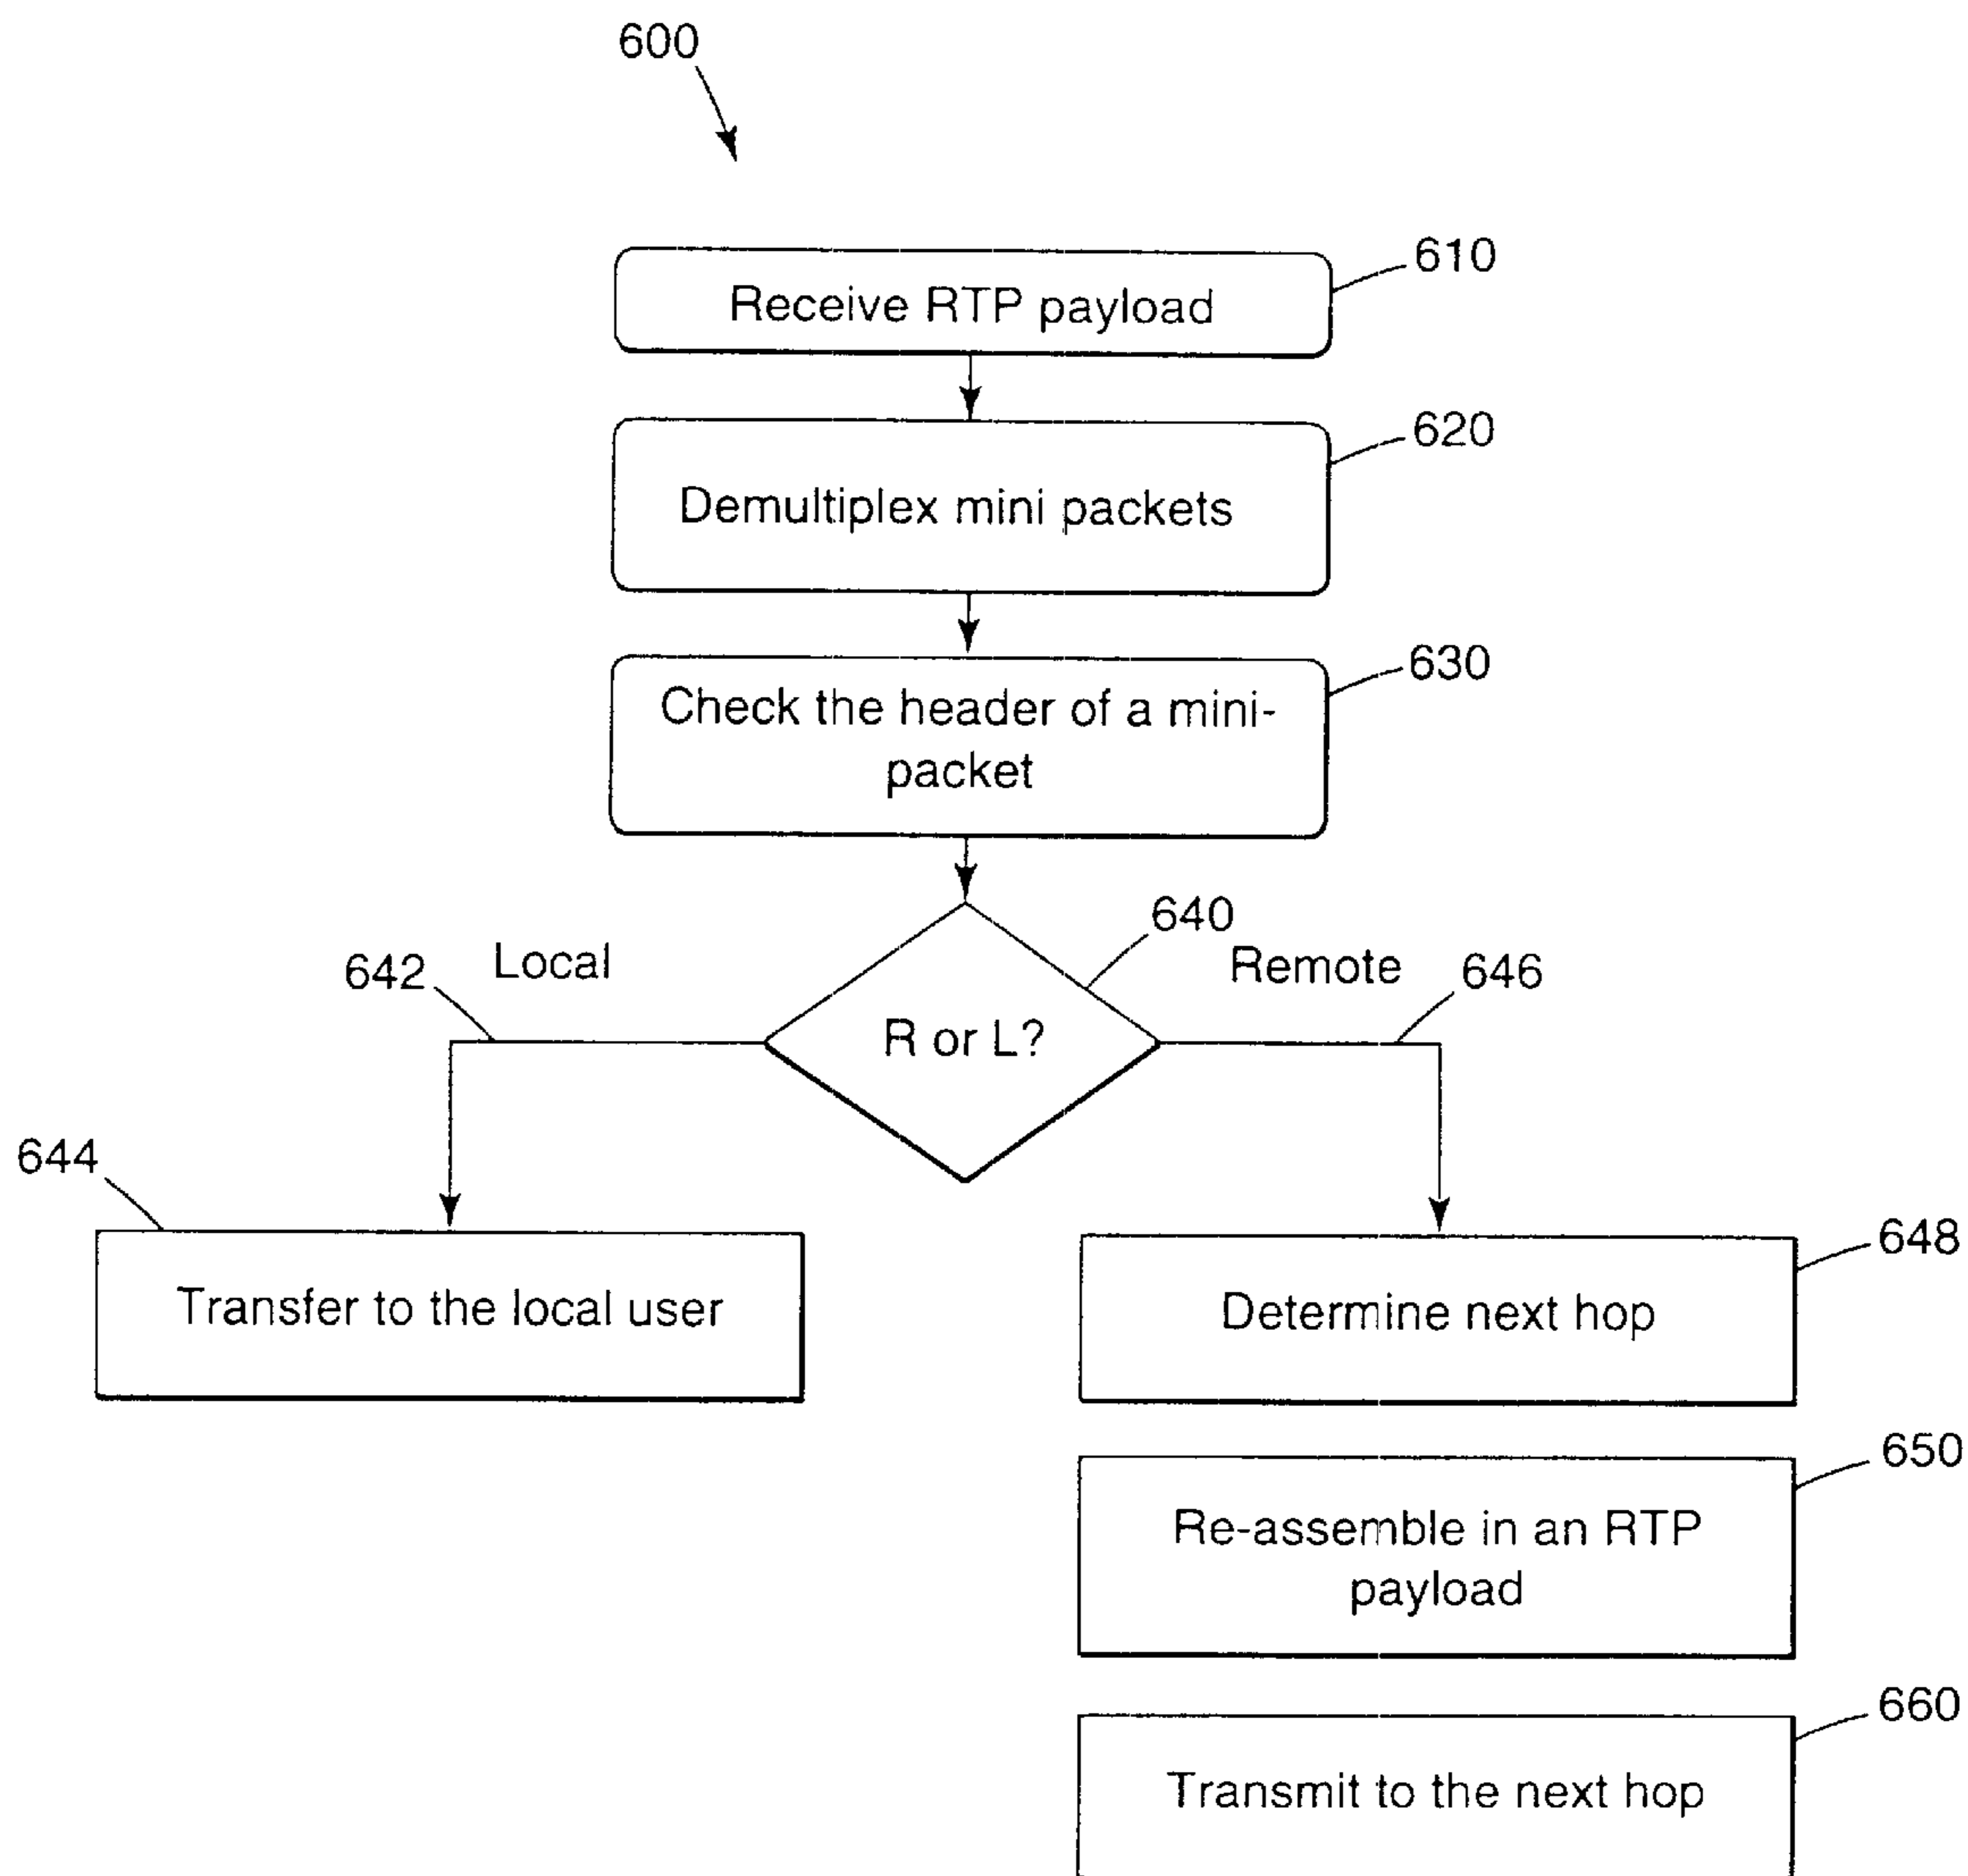 600
610
Receive RTP payload
620
Demultiplex mini packets
630
Check the header of a mini-
packet
640
Local
Remote
642
646
R or L?
644
648
Transfer to the local user
Determine next hop
650
Re-assemble in an RTP
payload
660
Transmit to the next hop